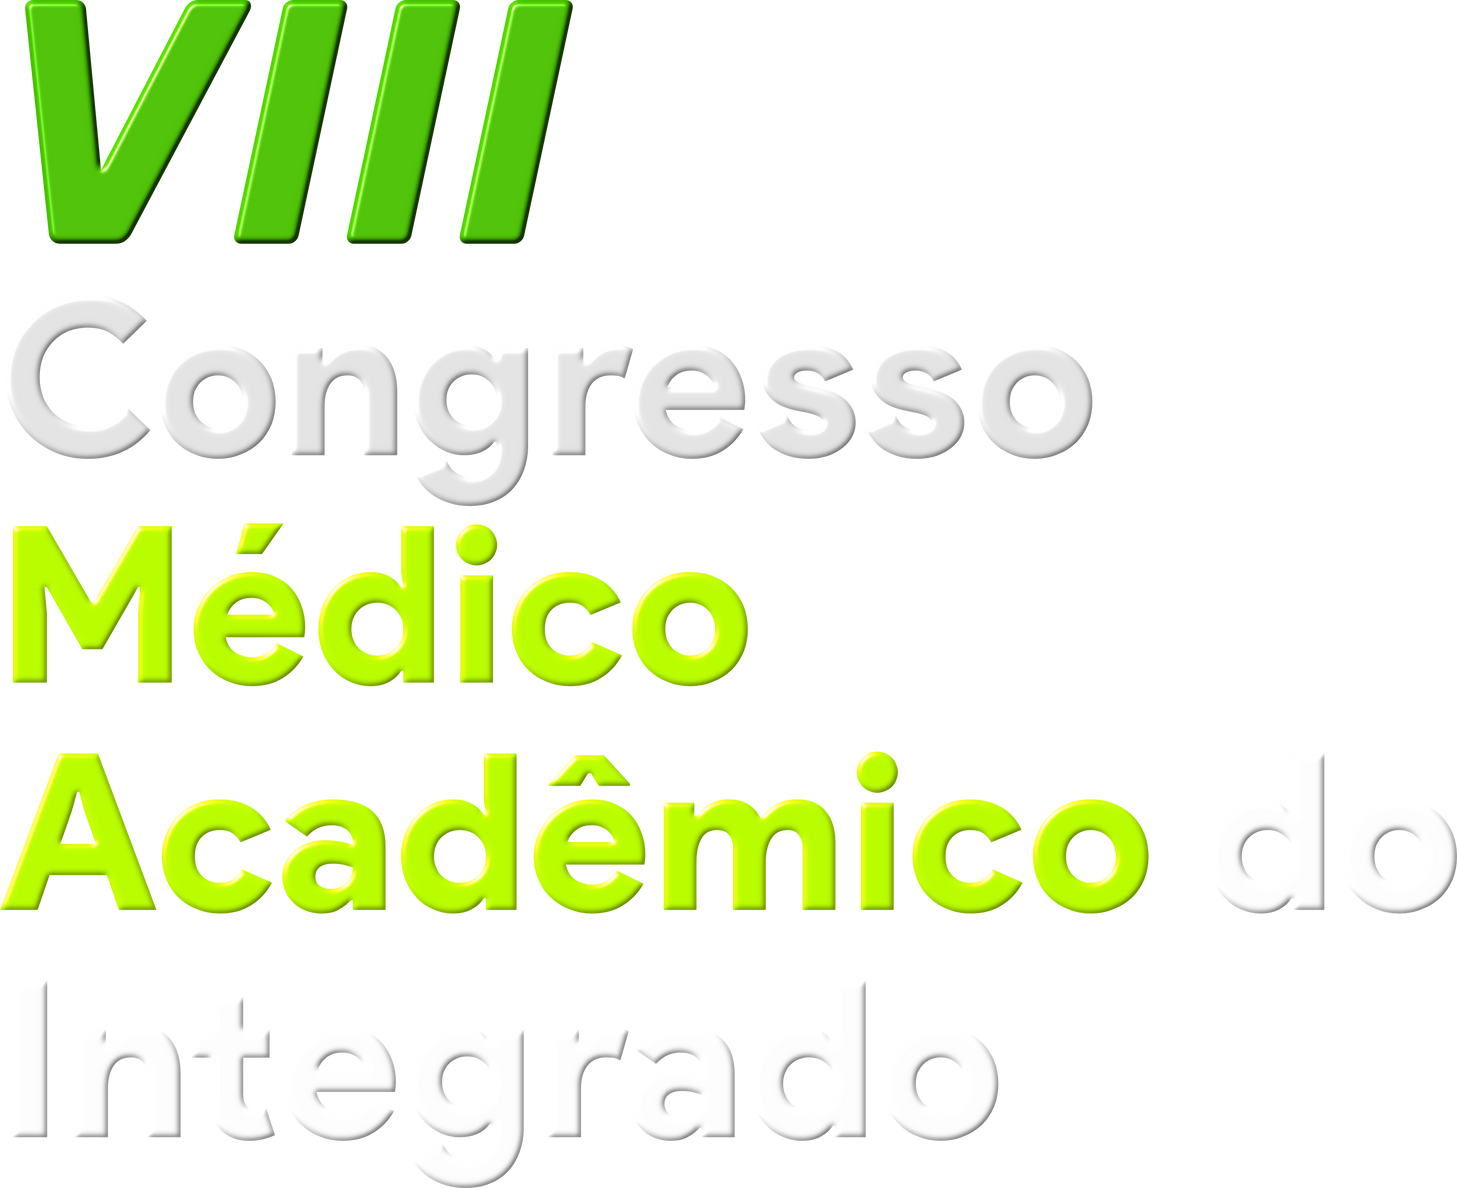 VIII
Congresso
Médico
Acadêmico do
Integrado